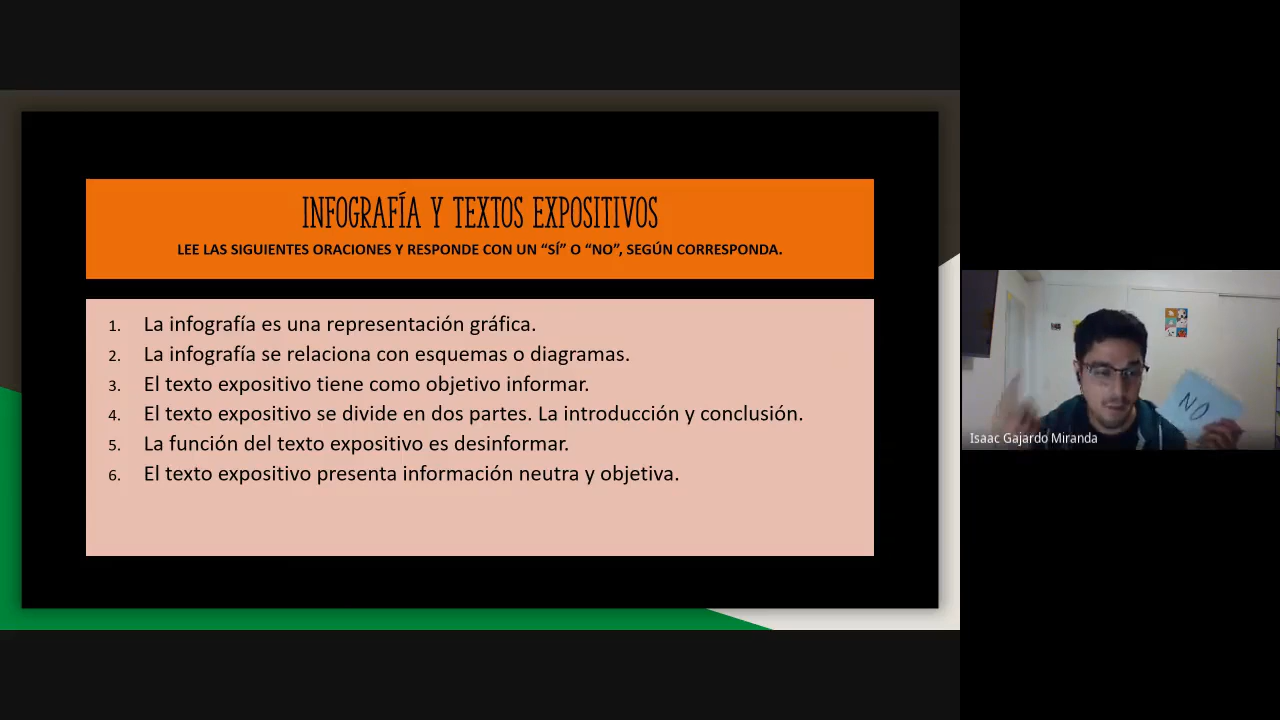 INFOGRAFÍA Y TEXTOS EXPOSITIVOS
LEE LAS SIGUIENTES ORACIONES Y RESPONDE CON UN “SÍ” O “NO”, SEGÚN CORRESPONDA.
1. La infografía es una representación gráfica.
2. La infografía se relaciona con esquemas o diagramas.
3. El texto expositivo tiene como objetivo informar.
4. El texto expositivo se divide en dos partes. La introducción y conclusión.
5. La función del texto expositivo es desinformar.
6. El texto expositivo presenta información neutra y objetiva.
NO
Isaac Gajardo Miranda